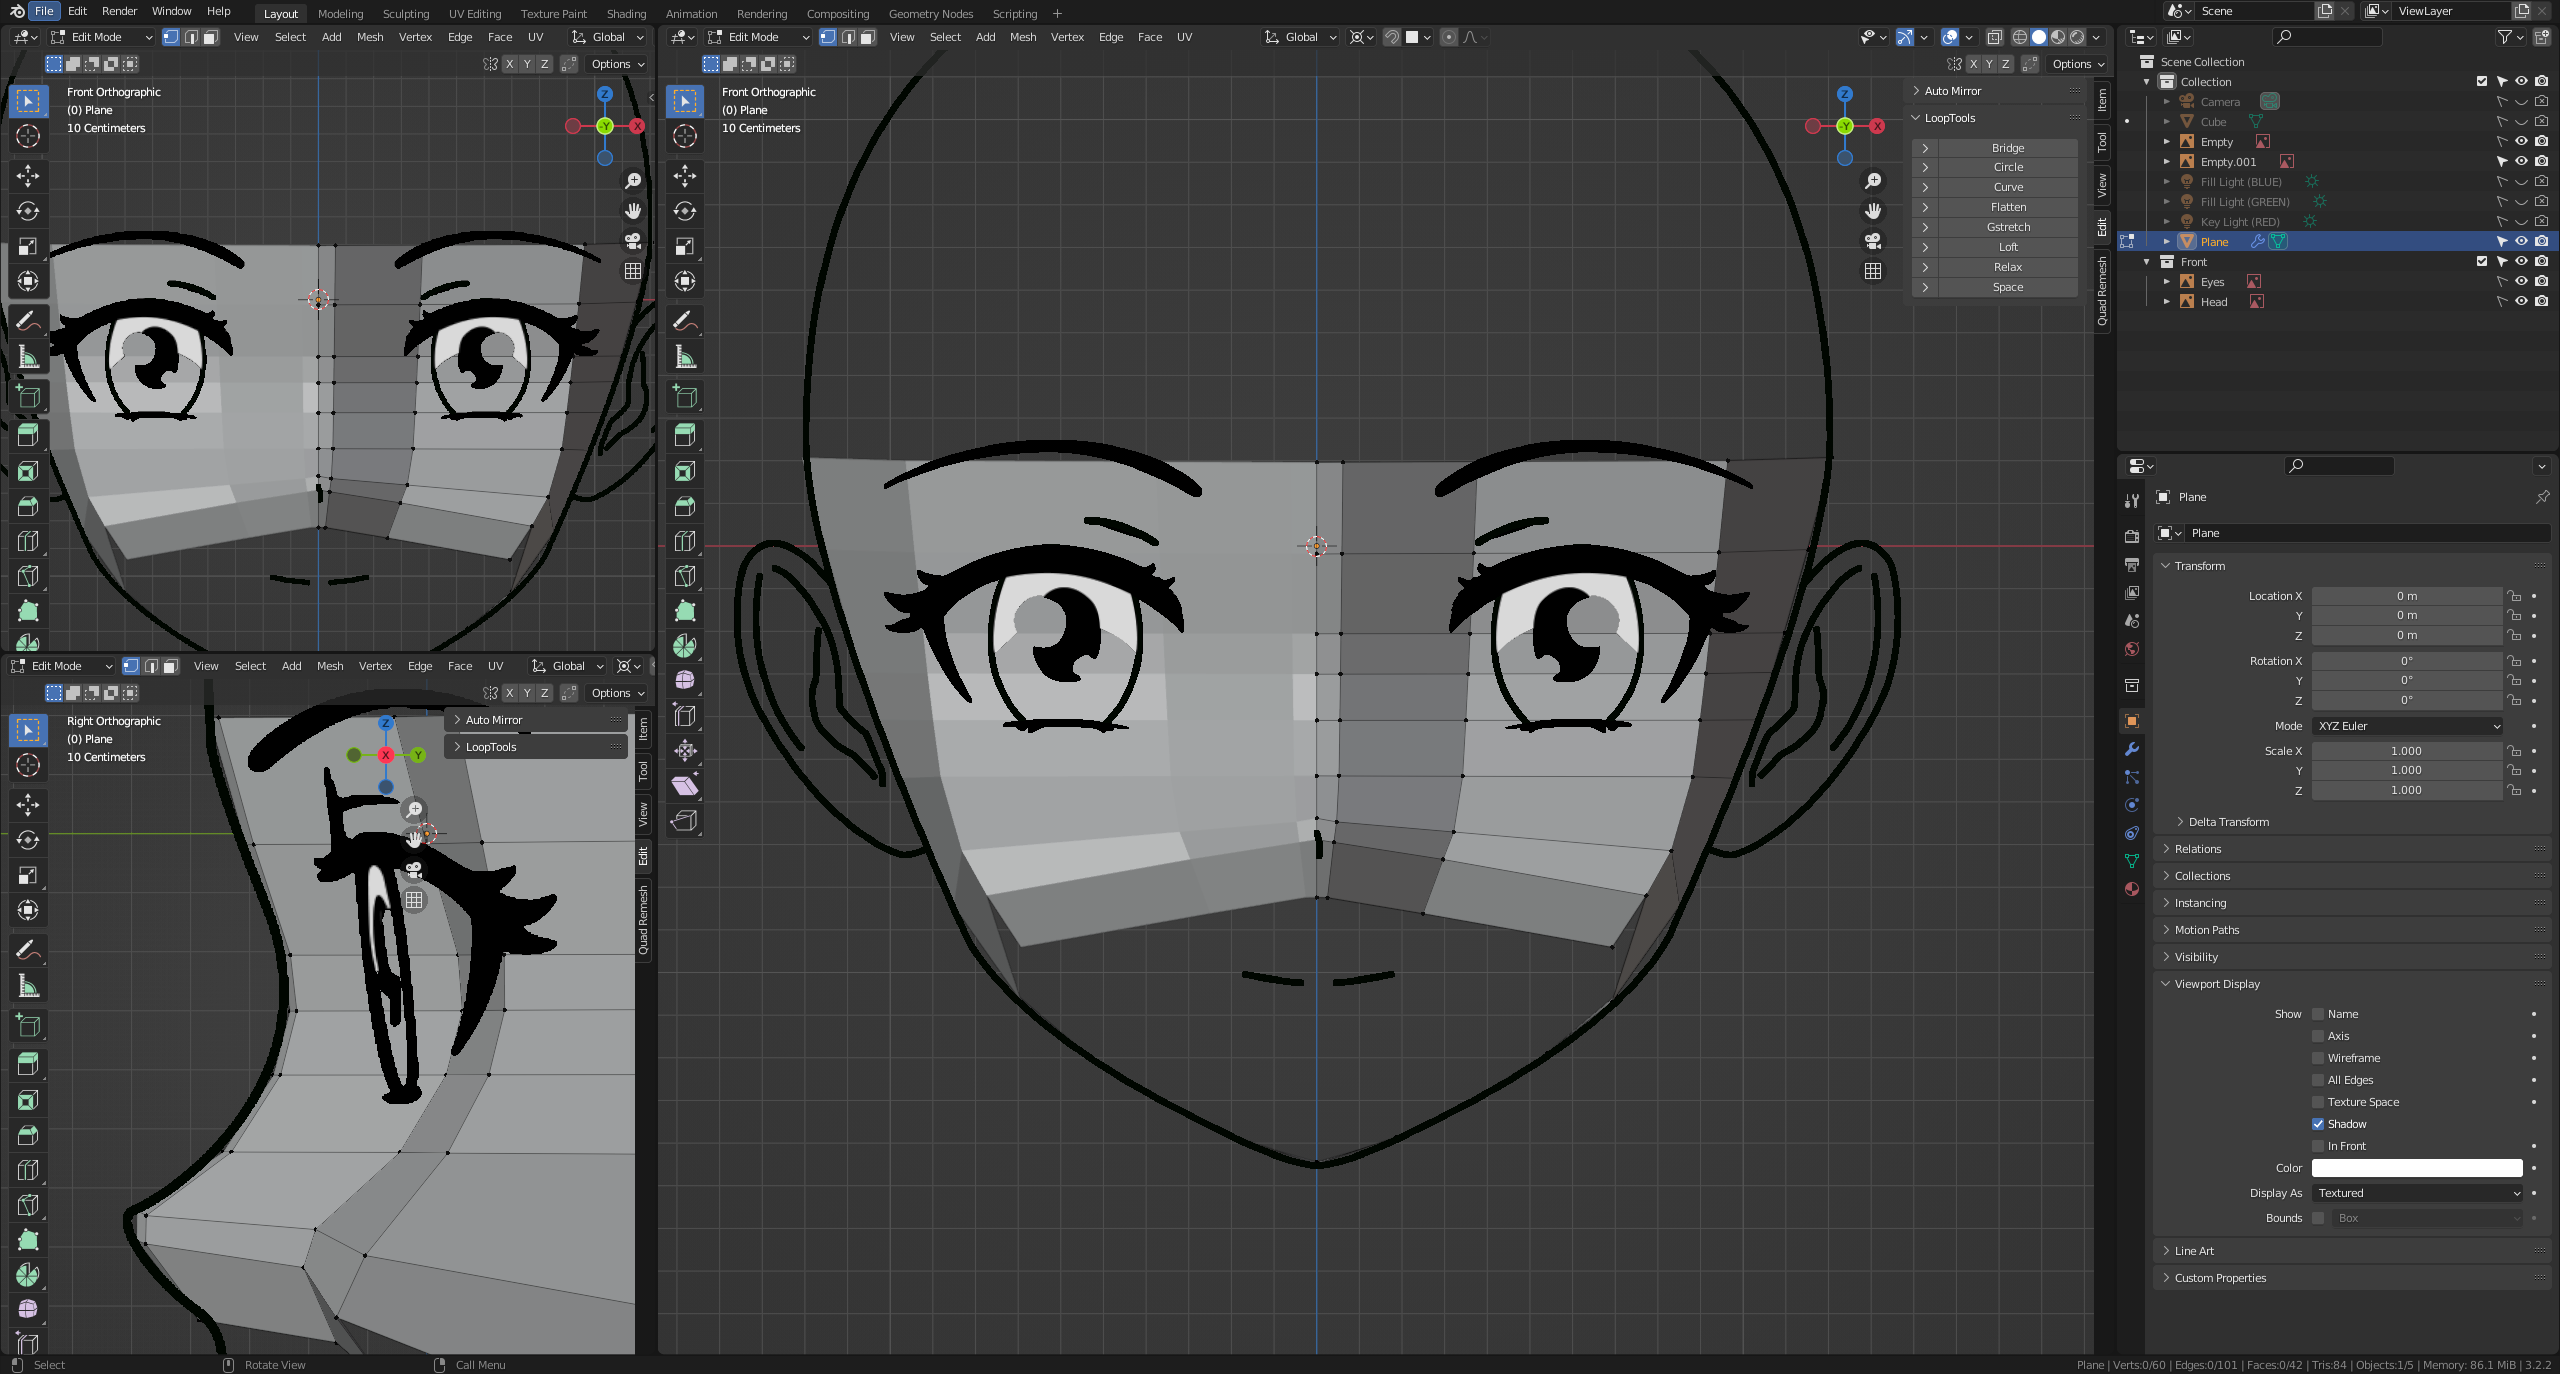 File Edit Render Window Help Layout Modeling Sculpting UV Editing Texture Paint Shading Animation Rendering Compositing Geometry Nodes Scripting + Scene ViewLayer
Edit Mode View Select Add Mesh Vertex Edge Face UV Global
X Y Z Options
Front Orthographic
(0) Plane
10 Centimeters
Z
-Y X
Edit Mode View Select Add Mesh Vertex Edge Face UV Global
X Y Z Options
Right Orthographic
(0) Plane
10 Centimeters
Z
X Y
Auto Mirror
LoopTools
Item
Tool
View
Edit
Quad Remesh
Edit Mode View Select Add Mesh Vertex Edge Face UV Global
X Y Z Options
Front Orthographic
(0) Plane
10 Centimeters
Z
-Y X
Auto Mirror
LoopTools
Bridge
Circle
Curve
Flatten
Gstretch
Loft
Relax
Space
Item
Tool
View
Edit
Quad Remesh
Scene Collection
Collection
Camera
Cube
Empty
Empty.001
Fill Light (BLUE)
Fill Light (GREEN)
Key Light (RED)
Plane
Front
Eyes
Head
Plane
Plane
Transform
Location X 0 m
Y 0 m
Z 0 m
Rotation X 0°
Y 0°
Z 0°
Mode XYZ Euler
Scale X 1.000
Y 1.000
Z 1.000
Delta Transform
Relations
Collections
Instancing
Motion Paths
Visibility
Viewport Display
Show Name
Axis
Wireframe
All Edges
Texture Space
Shadow
In Front
Color
Display As Textured
Bounds Box
Line Art
Custom Properties
Select Rotate View Call Menu Plane | Verts:0/60 | Edges:0/101 | Faces:0/42 | Tris:84 | Objects:1/5 | Memory: 86.1 MiB | 3.2.2